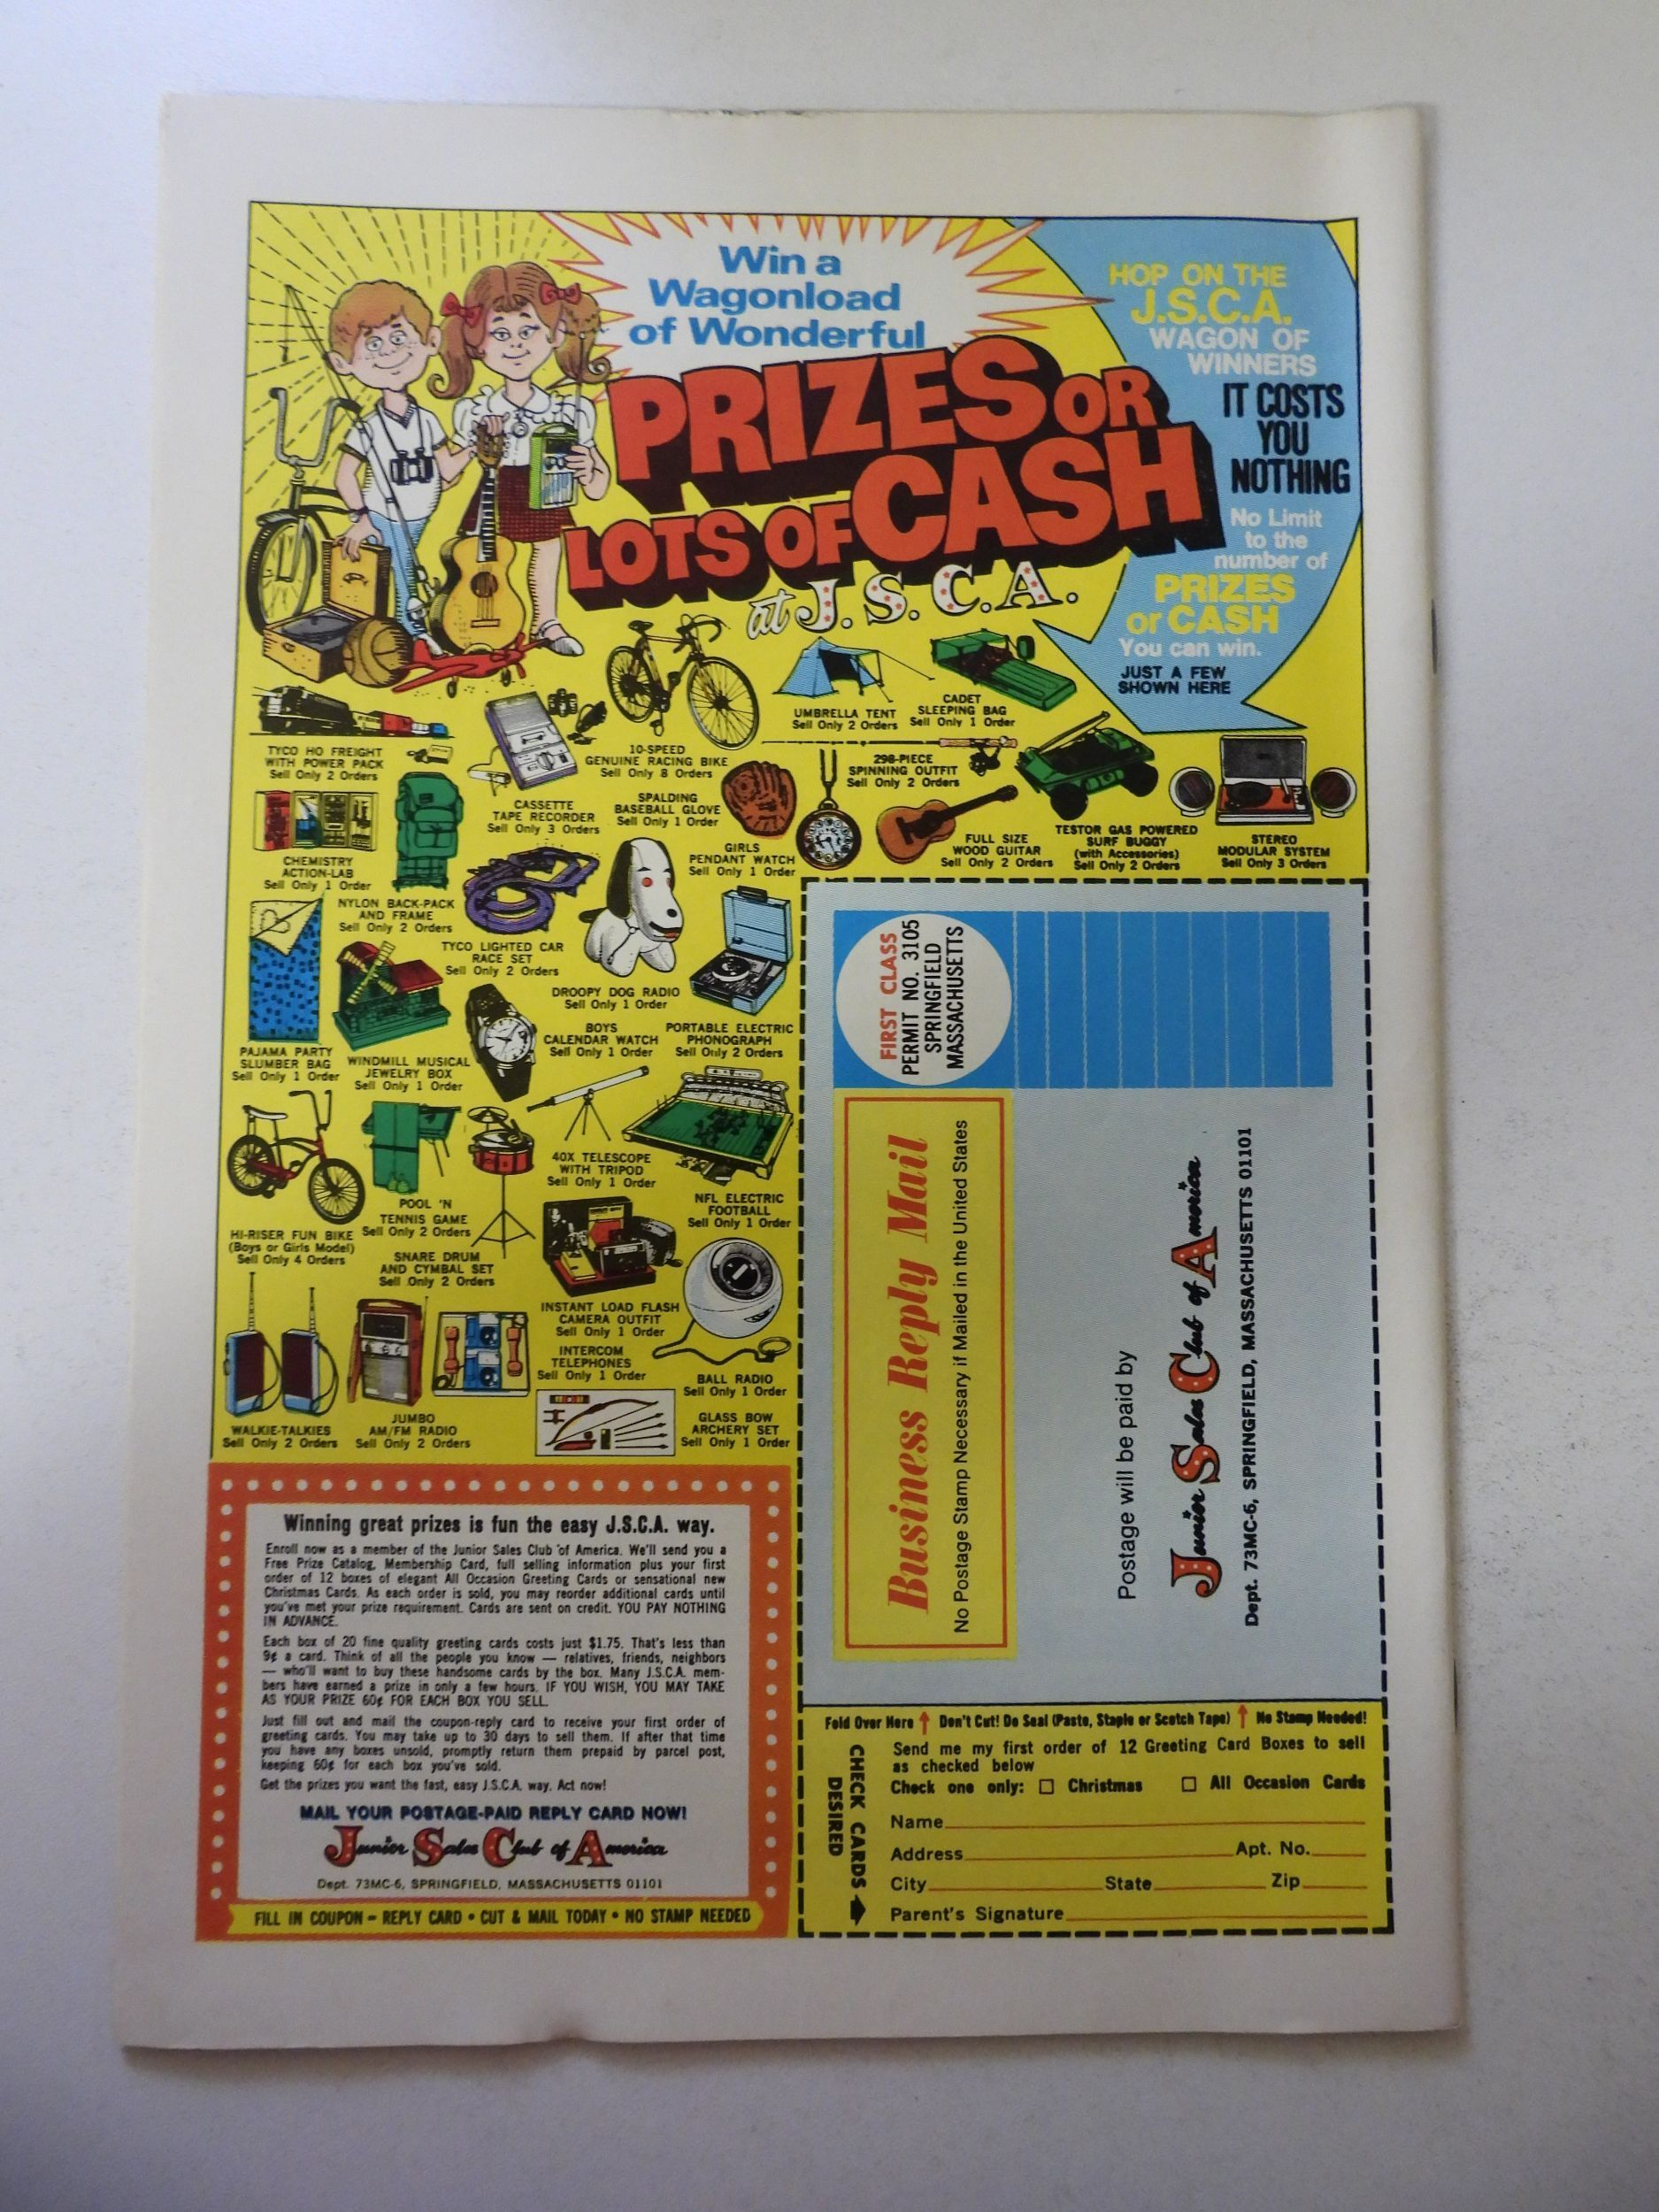 Win a
Wagonload
of Wonderful
PRIZES OR
LOTS OF CASH
at J.S.C.A.
HOP ON THE
J.S.C.A.
WAGON OF
WINNERS
IT COSTS
YOU
NOTHING
No Limit
to the
number of
PRIZES
or CASH
You can win.
JUST A FEW
SHOWN HERE
TYCO HO FREIGHT
WITH POWER PACK
Sell Only 2 Orders
CASSETTE
TAPE RECORDER
Sell Only 3 Orders
10-SPEED
GENUINE RACING BIKE
Sell Only 8 Orders
UMBRELLA TENT
Sell Only 2 Orders
CADET
SLEEPING BAG
Sell Only 1 Order
298-PIECE
SPINNING OUTFIT
Sell Only 2 Orders
SPALDING
BASEBALL GLOVE
Sell Only 1 Order
GIRLS
PENDANT WATCH
Sell Only 1 Order
FULL SIZE
WOOD GUITAR
Sell Only 2 Orders
TESTOR GAS POWERED
SURF BUGGY
(with Accessories)
Sell Only 2 Orders
STEREO
MODULAR SYSTEM
Sell Only 3 Orders
CHEMISTRY
ACTION-LAB
Sell Only 1 Order
NYLON BACK-PACK
AND FRAME
Sell Only 2 Orders
TYCO LIGHTED CAR
RACE SET
Sell Only 2 Orders
DROOPY DOG RADIO
Sell Only 1 Order
BOYS
CALENDAR WATCH
Sell Only 1 Order
PORTABLE ELECTRIC
PHONOGRAPH
Sell Only 2 Orders
PAJAMA PARTY
SLUMBER BAG
Sell Only 1 Order
WINDMILL MUSICAL
JEWELRY BOX
Sell Only 1 Order
40X TELESCOPE
WITH TRIPOD
Sell Only 1 Order
NFL ELECTRIC
FOOTBALL
Sell Only 1 Order
HI-RISER FUN BIKE
(Boys or Girls Model)
Sell Only 4 Orders
POOL 'N
TENNIS GAME
Sell Only 2 Orders
SNARE DRUM
AND CYMBAL SET
Sell Only 2 Orders
INSTANT LOAD FLASH
CAMERA OUTFIT
Sell Only 1 Order
INTERCOM
TELEPHONES
Sell Only 1 Order
BALL RADIO
Sell Only 1 Order
WALKIE-TALKIES
Sell Only 2 Orders
JUMBO
AM/FM RADIO
Sell Only 2 Orders
GLASS BOW
ARCHERY SET
Sell Only 1 Order
Winning great prizes is fun the easy J.S.C.A. way.
Enroll now as a member of the Junior Sales Club of America. We'll send you a
Free Prize Catalog, Membership Card, full selling information plus your first
order of 12 boxes of elegant All Occasion Greeting Cards or sensational new
Christmas Cards. As each order is sold, you may reorder additional cards until
you've met your prize requirement. Cards are sent on credit. YOU PAY NOTHING
IN ADVANCE.
Each box of 20 fine quality greeting cards costs just $1.75. That's less than
9¢ a card. Think of all the people you know — relatives, friends, neighbors
— who'll want to buy these handsome cards by the box. Many J.S.C.A. mem-
bers have earned a prize in only a few hours. IF YOU WISH, YOU MAY TAKE
AS YOUR PRIZE 60¢ FOR EACH BOX YOU SELL.
Just fill out and mail the coupon-reply card to receive your first order of
greeting cards. You may take up to 30 days to sell them. If after that time
you have any boxes unsold, promptly return them prepaid by parcel post,
keeping 60¢ for each box you've sold.
Get the prizes you want the fast, easy J.S.C.A. way. Act now!
MAIL YOUR POSTAGE-PAID REPLY CARD NOW!
Junior Sales Club of America
Dept. 73MC-6, SPRINGFIELD, MASSACHUSETTS 01101
FILL IN COUPON - REPLY CARD • CUT & MAIL TODAY • NO STAMP NEEDED
FIRST CLASS
PERMIT NO. 3105
SPRINGFIELD
MASSACHUSETTS
Business Reply Mail
No Postage Stamp Necessary if Mailed in the United States
Postage will be paid by
Junior Sales Club of America
Dept. 73MC-6, SPRINGFIELD, MASSACHUSETTS 01101
Fold Over Here ↑ Don't Cut! Do Seal (Paste, Staple or Scotch Tape) ↑ No Stamp Needed!
CHECK CARDS
DESIRED
Send me my first order of 12 Greeting Card Boxes to sell
as checked below
Check one only: □ Christmas □ All Occasion Cards
Name
Address Apt. No.
City State Zip
Parent's Signature